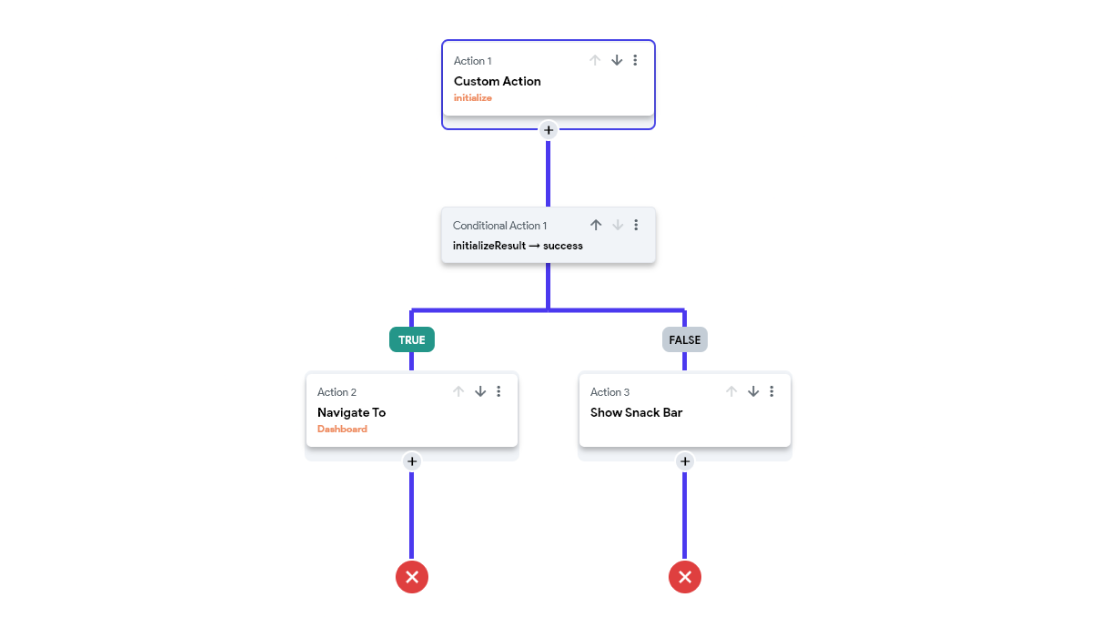 Action 1
Custom Action
initialize
Conditional Action 1
initializeResult → success
TRUE
FALSE
Action 2
Navigate To
Dashboard
Action 3
Show Snack Bar